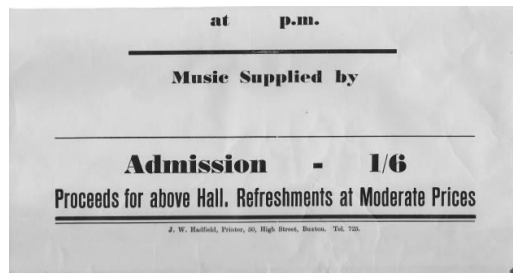 at p.m.
Music Supplied by
Admission - 1/6
Proceeds for above Hall. Refreshments at Moderate Prices
J. W. Hadfield, Printer, 50, High Street, Buxton. Tel. 725.